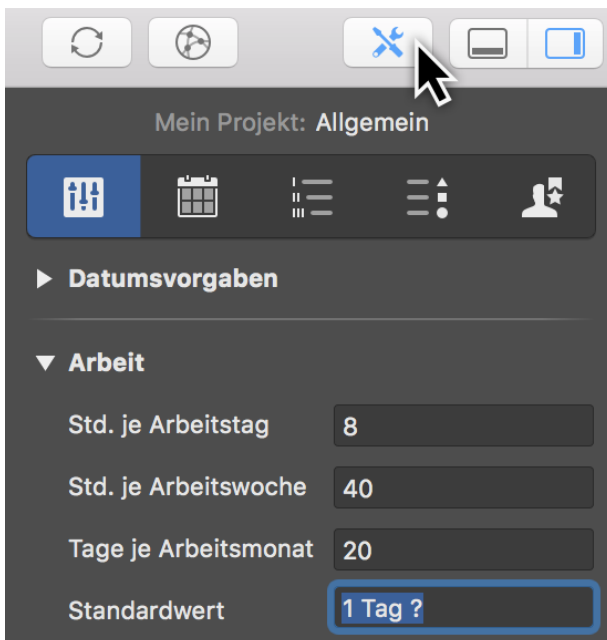 Mein Projekt: Allgemein
Datumsvorgaben
Arbeit
Std. je Arbeitstag 8
Std. je Arbeitswoche 40
Tage je Arbeitsmonat 20
Standardwert 1 Tag ?